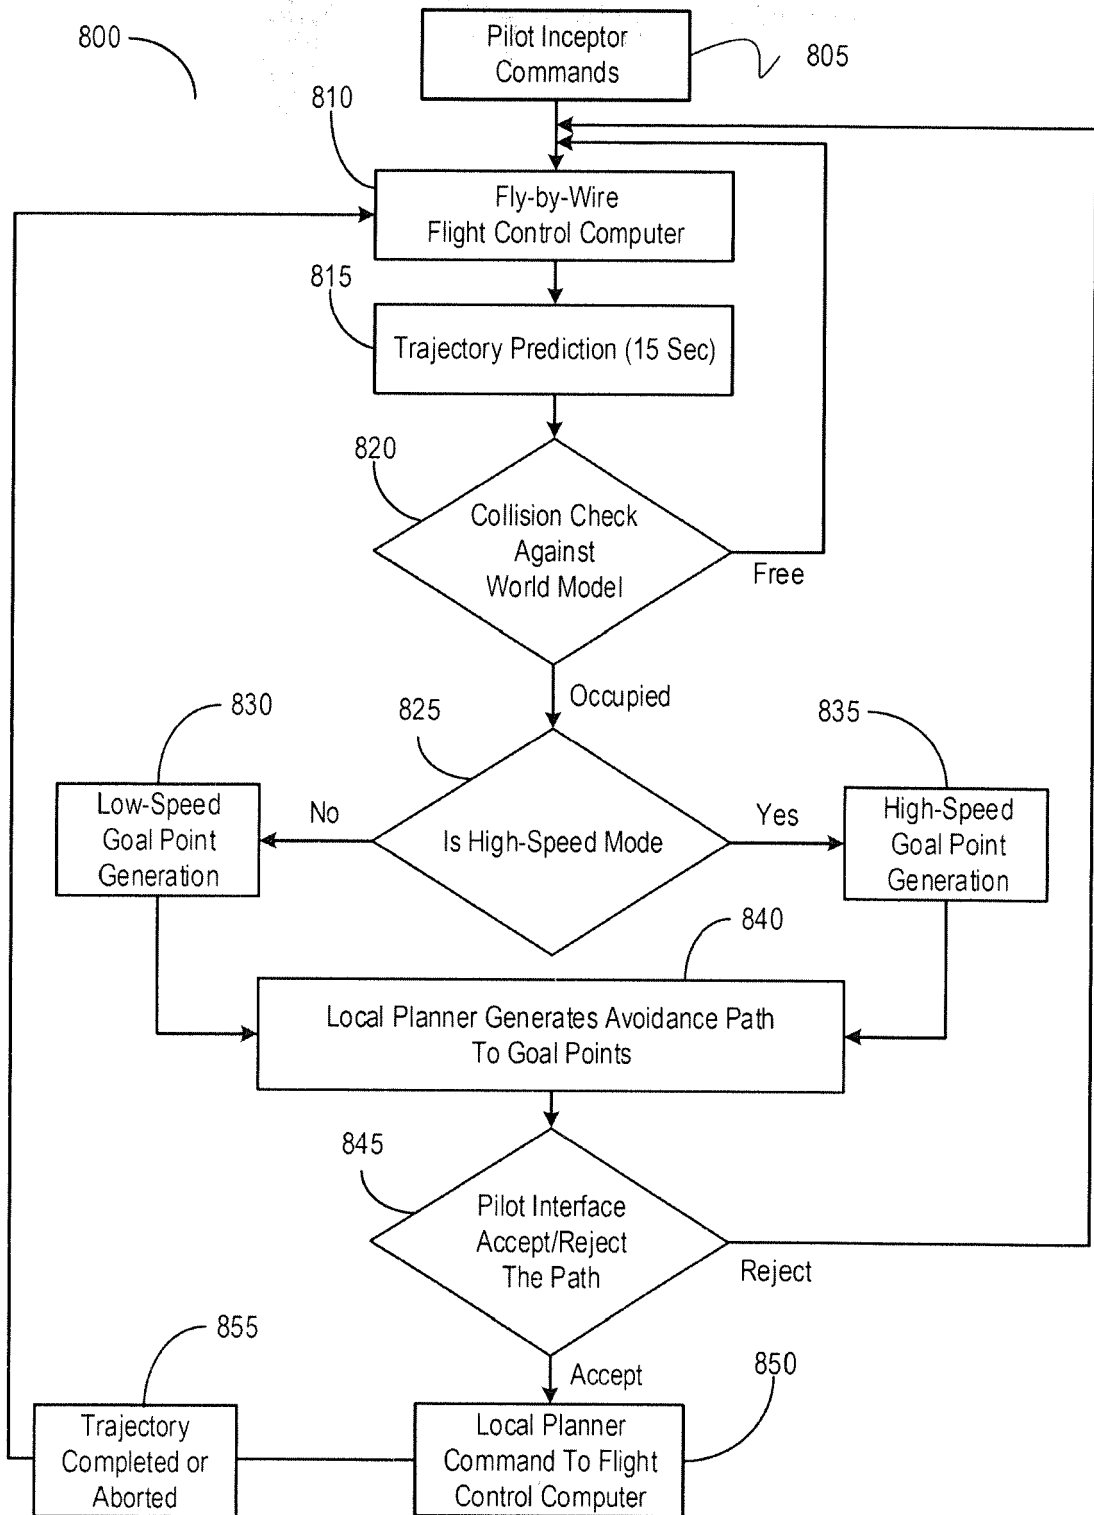 800
Pilot Inceptor
Commands
805
810
Fly-by-Wire
Flight Control Computer
815
Trajectory Prediction (15 Sec)
820
Collision Check
Against
World Model
Free
Occupied
830
825
835
Low-Speed
Goal Point
Generation
No
Is High-Speed Mode
Yes
High-Speed
Goal Point
Generation
840
Local Planner Generates Avoidance Path
To Goal Points
845
Pilot Interface
Accept/Reject
The Path
Reject
855
Accept
850
Trajectory
Completed or
Aborted
Local Planner
Command To Flight
Control Computer